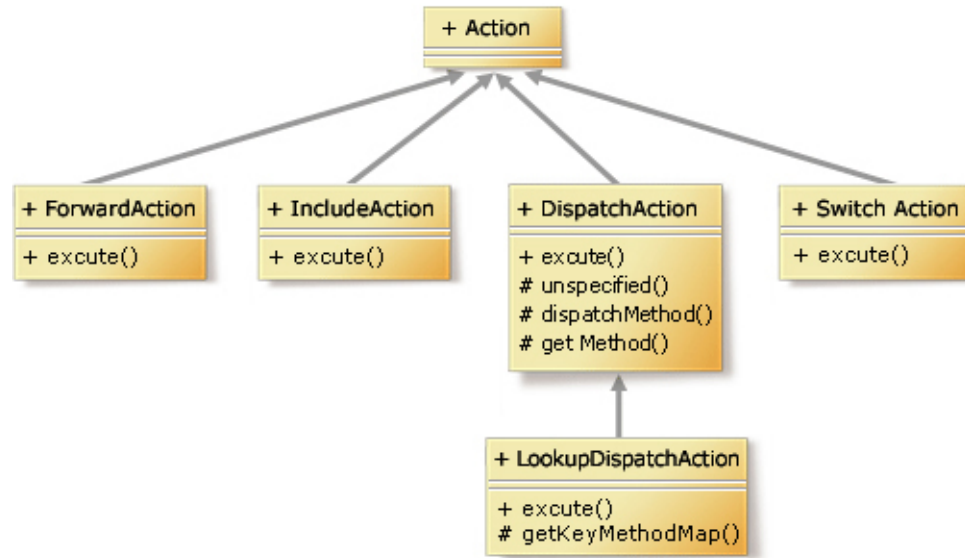 + Action
+ ForwardAction
+ excute()
+ IncludeAction
+ excute()
+ DispatchAction
+ excute()
# unspecified()
# dispatchMethod()
# get Method()
+ Switch Action
+ excute()
+ LookupDispatchAction
+ excute()
# getKeyMethodMap()